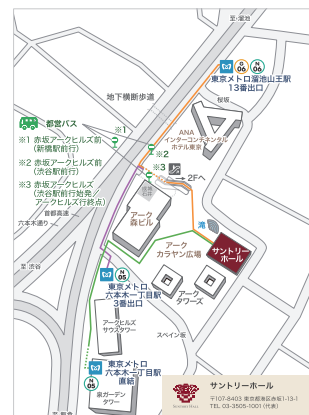 至・溜池
G
06
N
06
東京メトロ溜池山王駅
13番出口
地下横断歩道
桜坂
都営バス
※1
※1 赤坂アークヒルズ前
(新橋駅前行)
※2 赤坂アークヒルズ前
(渋谷駅前行)
※3 赤坂アークヒルズ
(渋谷駅前行始発/
アークヒルズ行終点)
ANA
インターコンチネンタル
ホテル東京
※2
※3
2Fへ
首都高速
六本木通り
至・渋谷
アーク
森ビル
滝
アーク
カラヤン広場
サントリー
ホール
N
05
東京メトロ
六本木一丁目駅
3番出口
アーク
タワーズ
アークヒルズ
サウスタワー
スペイン坂
東京メトロ
六本木一丁目駅
直結
N
05
泉ガーデン
タワー
サントリーホール
〒107-8403 東京都港区赤坂1-13-1
TEL 03-3505-1001(代表)
SUNTORY HALL